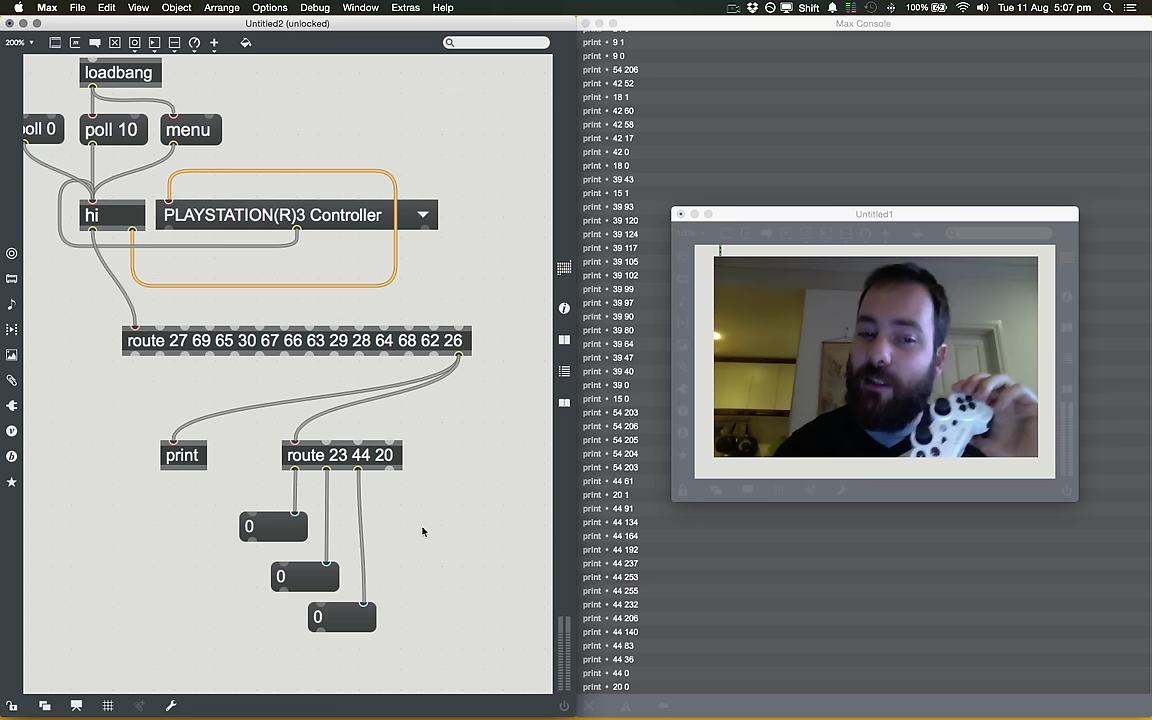 Max File Edit View Object Arrange Options Debug Window Extras Help Shift 100% Tue 11 Aug 5:07 pm
Untitled2 (unlocked)
200%
loadbang
oll 0
poll 10
menu
hi
PLAYSTATION(R)3 Controller
route 27 69 65 30 67 66 63 29 28 64 68 62 26
print
route 23 44 20
0
0
0
Max Console
print • 9 1
print • 9 0
print • 54 206
print • 42 52
print • 18 1
print • 42 60
print • 42 58
print • 42 17
print • 42 0
print • 18 0
print • 39 43
print • 15 1
print • 39 93
print • 39 120
print • 39 124
print • 39 117
print • 39 105
print • 39 102
print • 39 99
print • 39 97
print • 39 90
print • 39 80
print • 39 64
print • 39 47
print • 39 40
print • 39 0
print • 15 0
print • 54 203
print • 54 206
print • 54 205
print • 54 204
print • 54 203
print • 44 61
print • 20 1
print • 44 91
print • 44 134
print • 44 164
print • 44 192
print • 44 237
print • 44 253
print • 44 255
print • 44 232
print • 44 206
print • 44 140
print • 44 83
print • 44 36
print • 44 0
print • 20 0
Untitled1